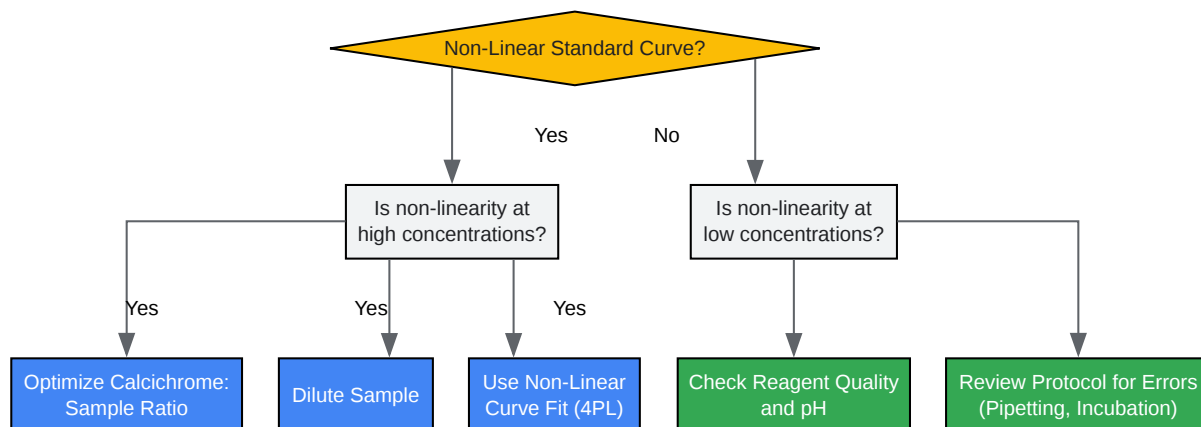 Non-Linear Standard Curve?
Yes
No
Is non-linearity at
high concentrations?
Is non-linearity at
low concentrations?
Yes
Yes
Yes
Optimize Calcichrome:
Sample Ratio
Dilute Sample
Use Non-Linear
Curve Fit (4PL)
Check Reagent Quality
and pH
Review Protocol for Errors
(Pipetting, Incubation)